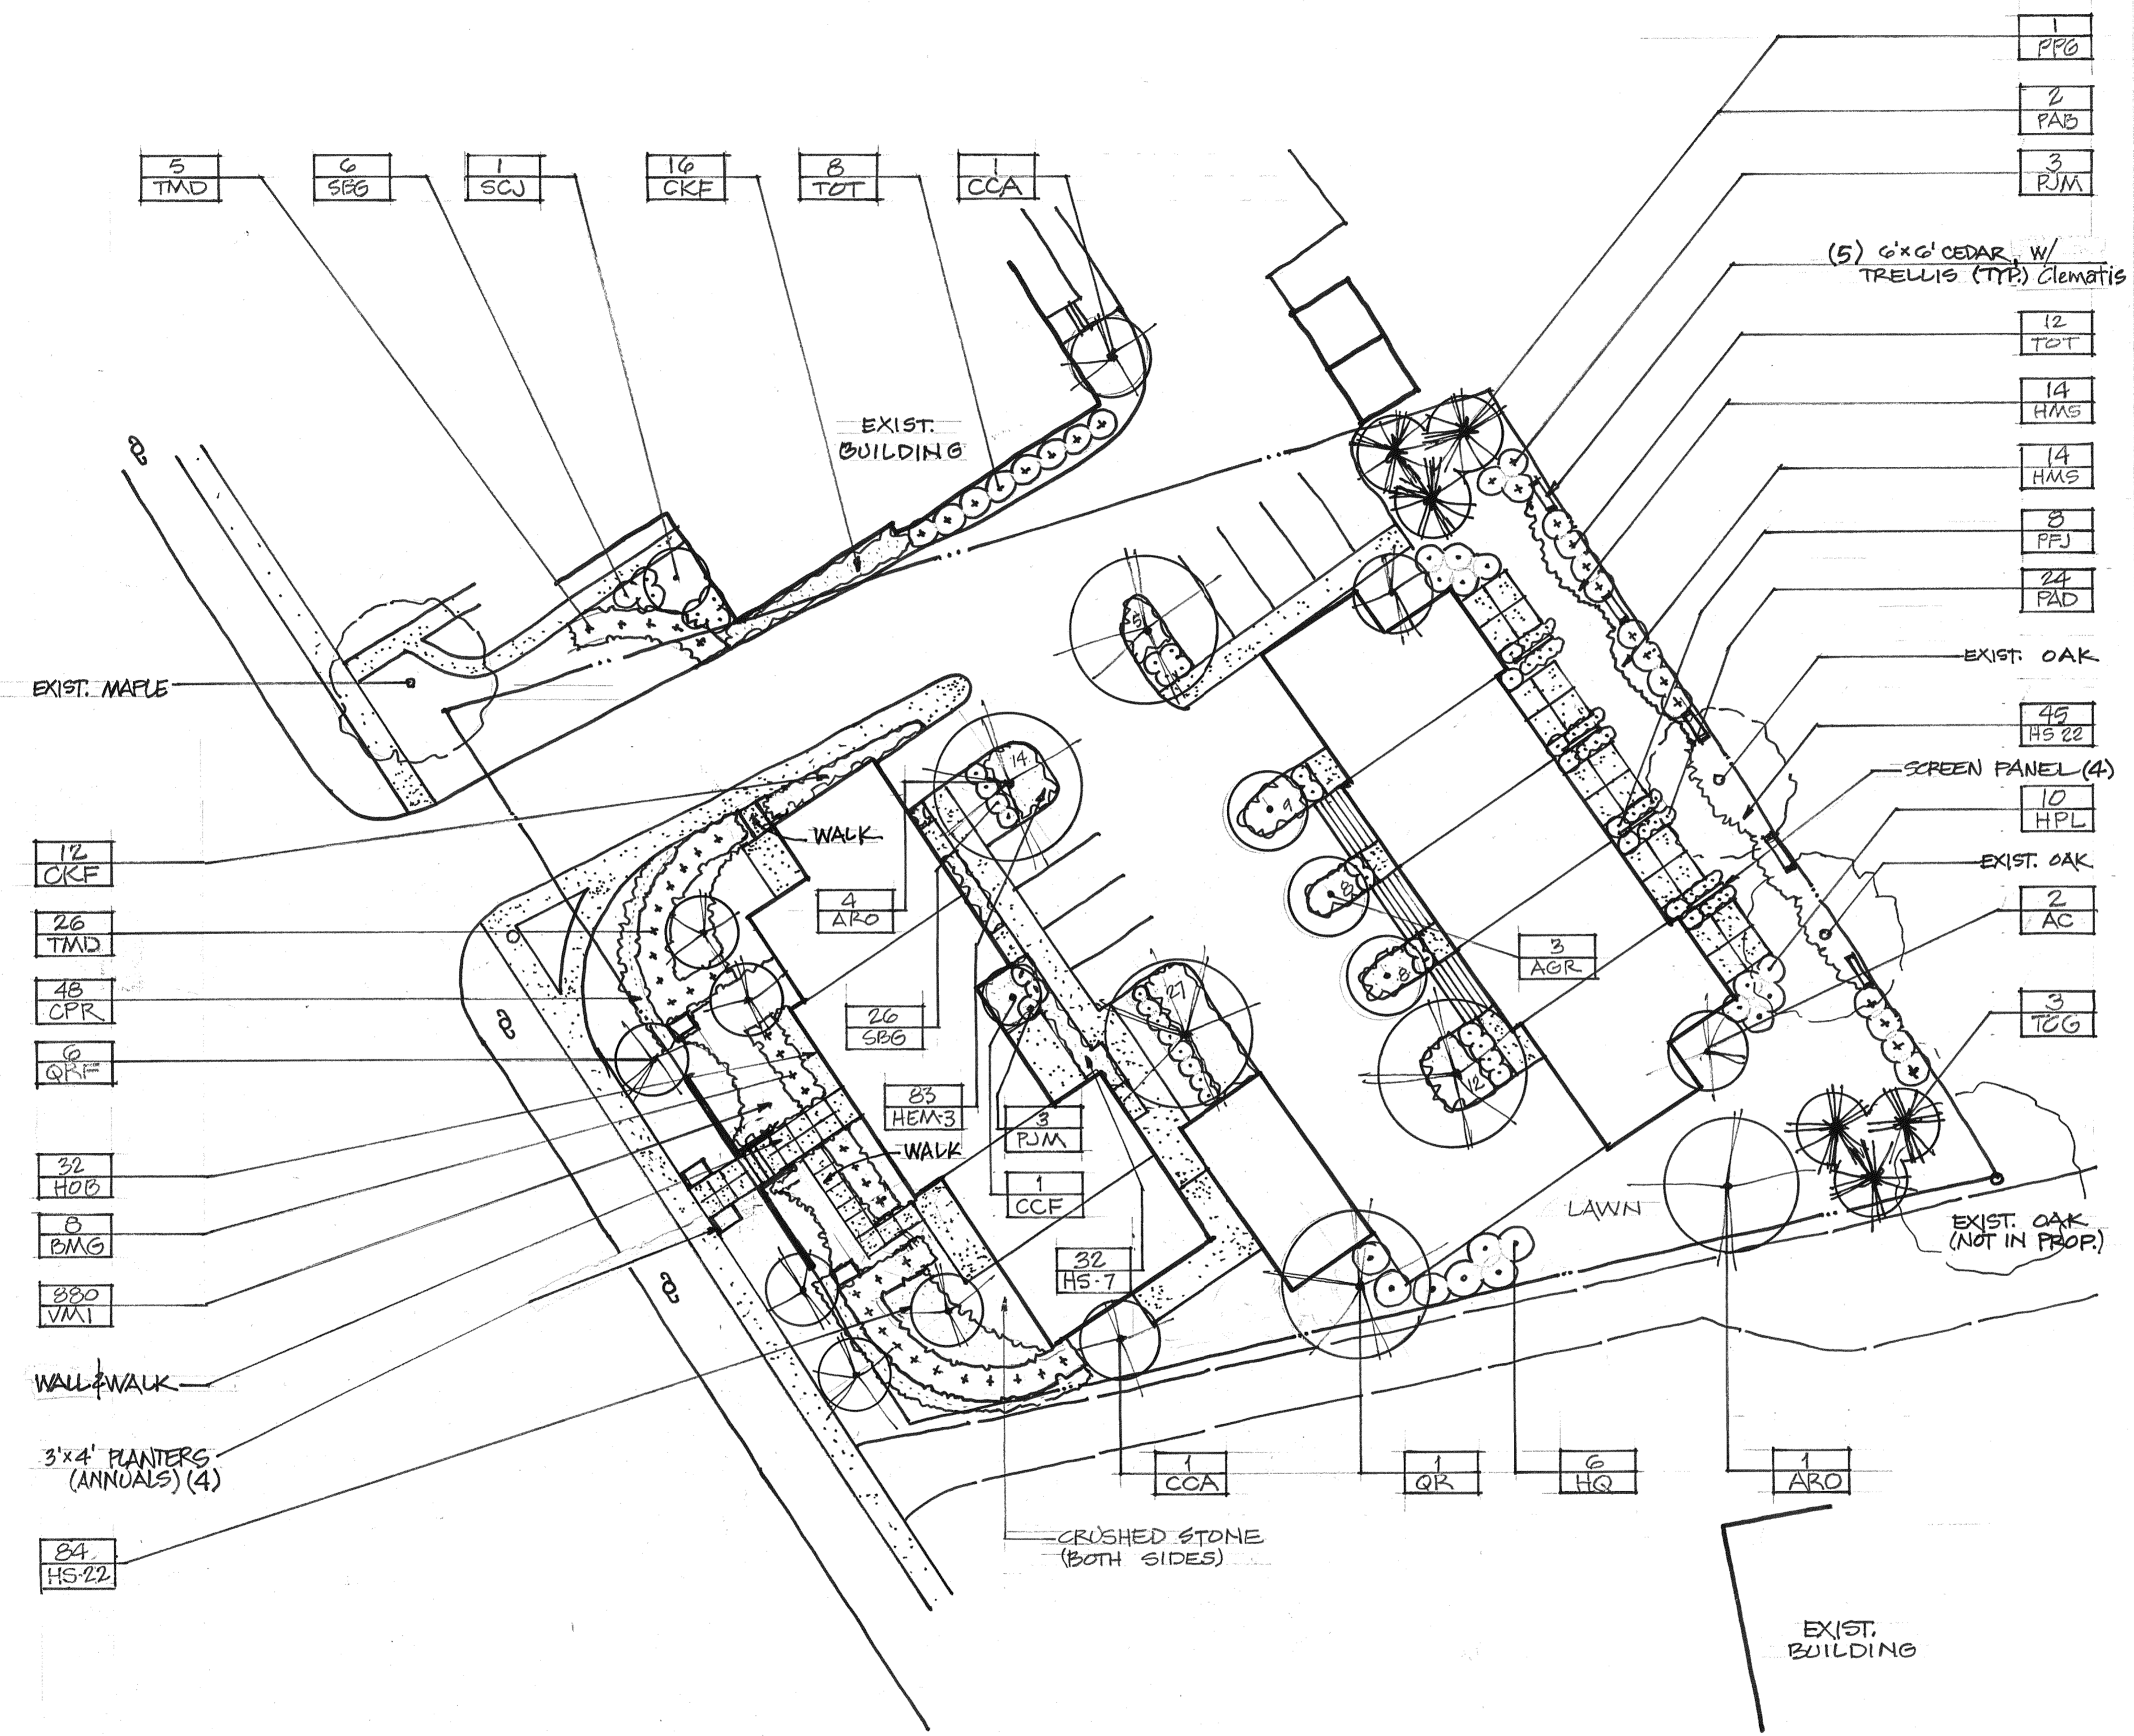 1
PPG
2
PAB
3
PJM
5
TMD
6
SBG
1
SCJ
16
CKF
8
TOT
1
CCA
(5) 6'x6' CEDAR, W/
TRELLIS (TYP.) Clematis
12
TOT
14
HMS
14
HMS
8
PFJ
24
PAD
EXIST.
BUILDING
EXIST. MAPLE
EXIST. OAK
45
HS 22
SCREEN PANEL (4)
10
HPL
EXIST. OAK
2
AC
3
TCG
5
14
9
8
8
27
12
WALK
12
CKF
26
TMD
48
CPR
6
QRF
32
HOB
8
BMG
880
VM1
WALL & WALK
3'x4' PLANTERS
(ANNUALS) (4)
84
HS-22
4
ARO
26
SBG
83
HEM-3
WALK
3
PJM
1
CCF
32
HS-7
3
AGR
LAWN
EXIST. OAK
(NOT IN PROP.)
1
CCA
1
QR
6
HQ
1
ARO
CRUSHED STONE
(BOTH SIDES)
EXIST.
BUILDING